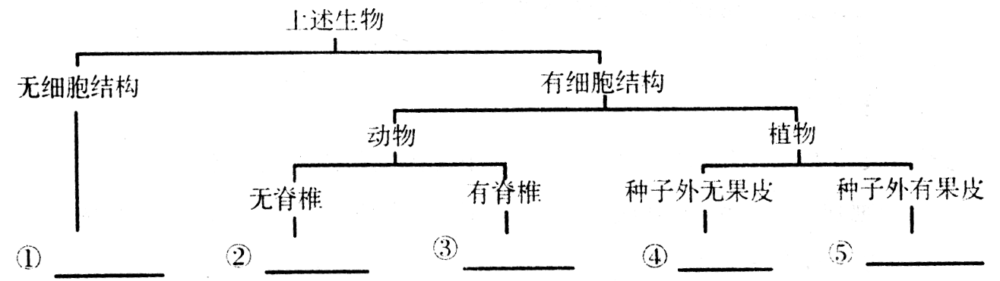 上述生物
无细胞结构
有细胞结构
动物
植物
无脊椎
有脊椎
种子外无果皮
种子外有果皮
①
②
③
④
⑤